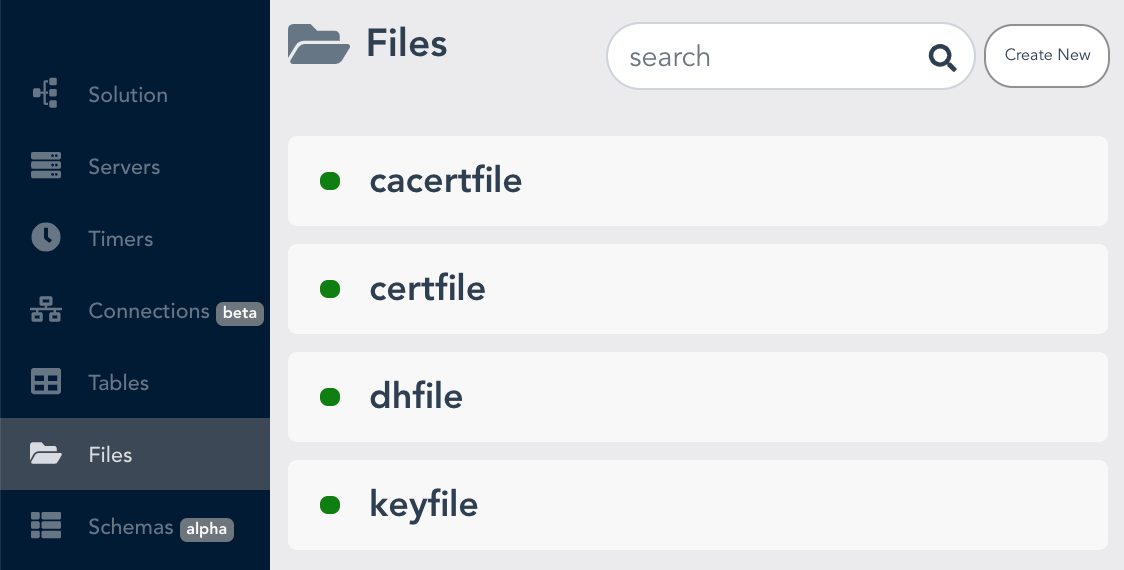 Solution
Servers
Timers
Connections beta
Tables
Files
Schemas alpha
Files
search
Create New
cacertfile
certfile
dhfile
keyfile